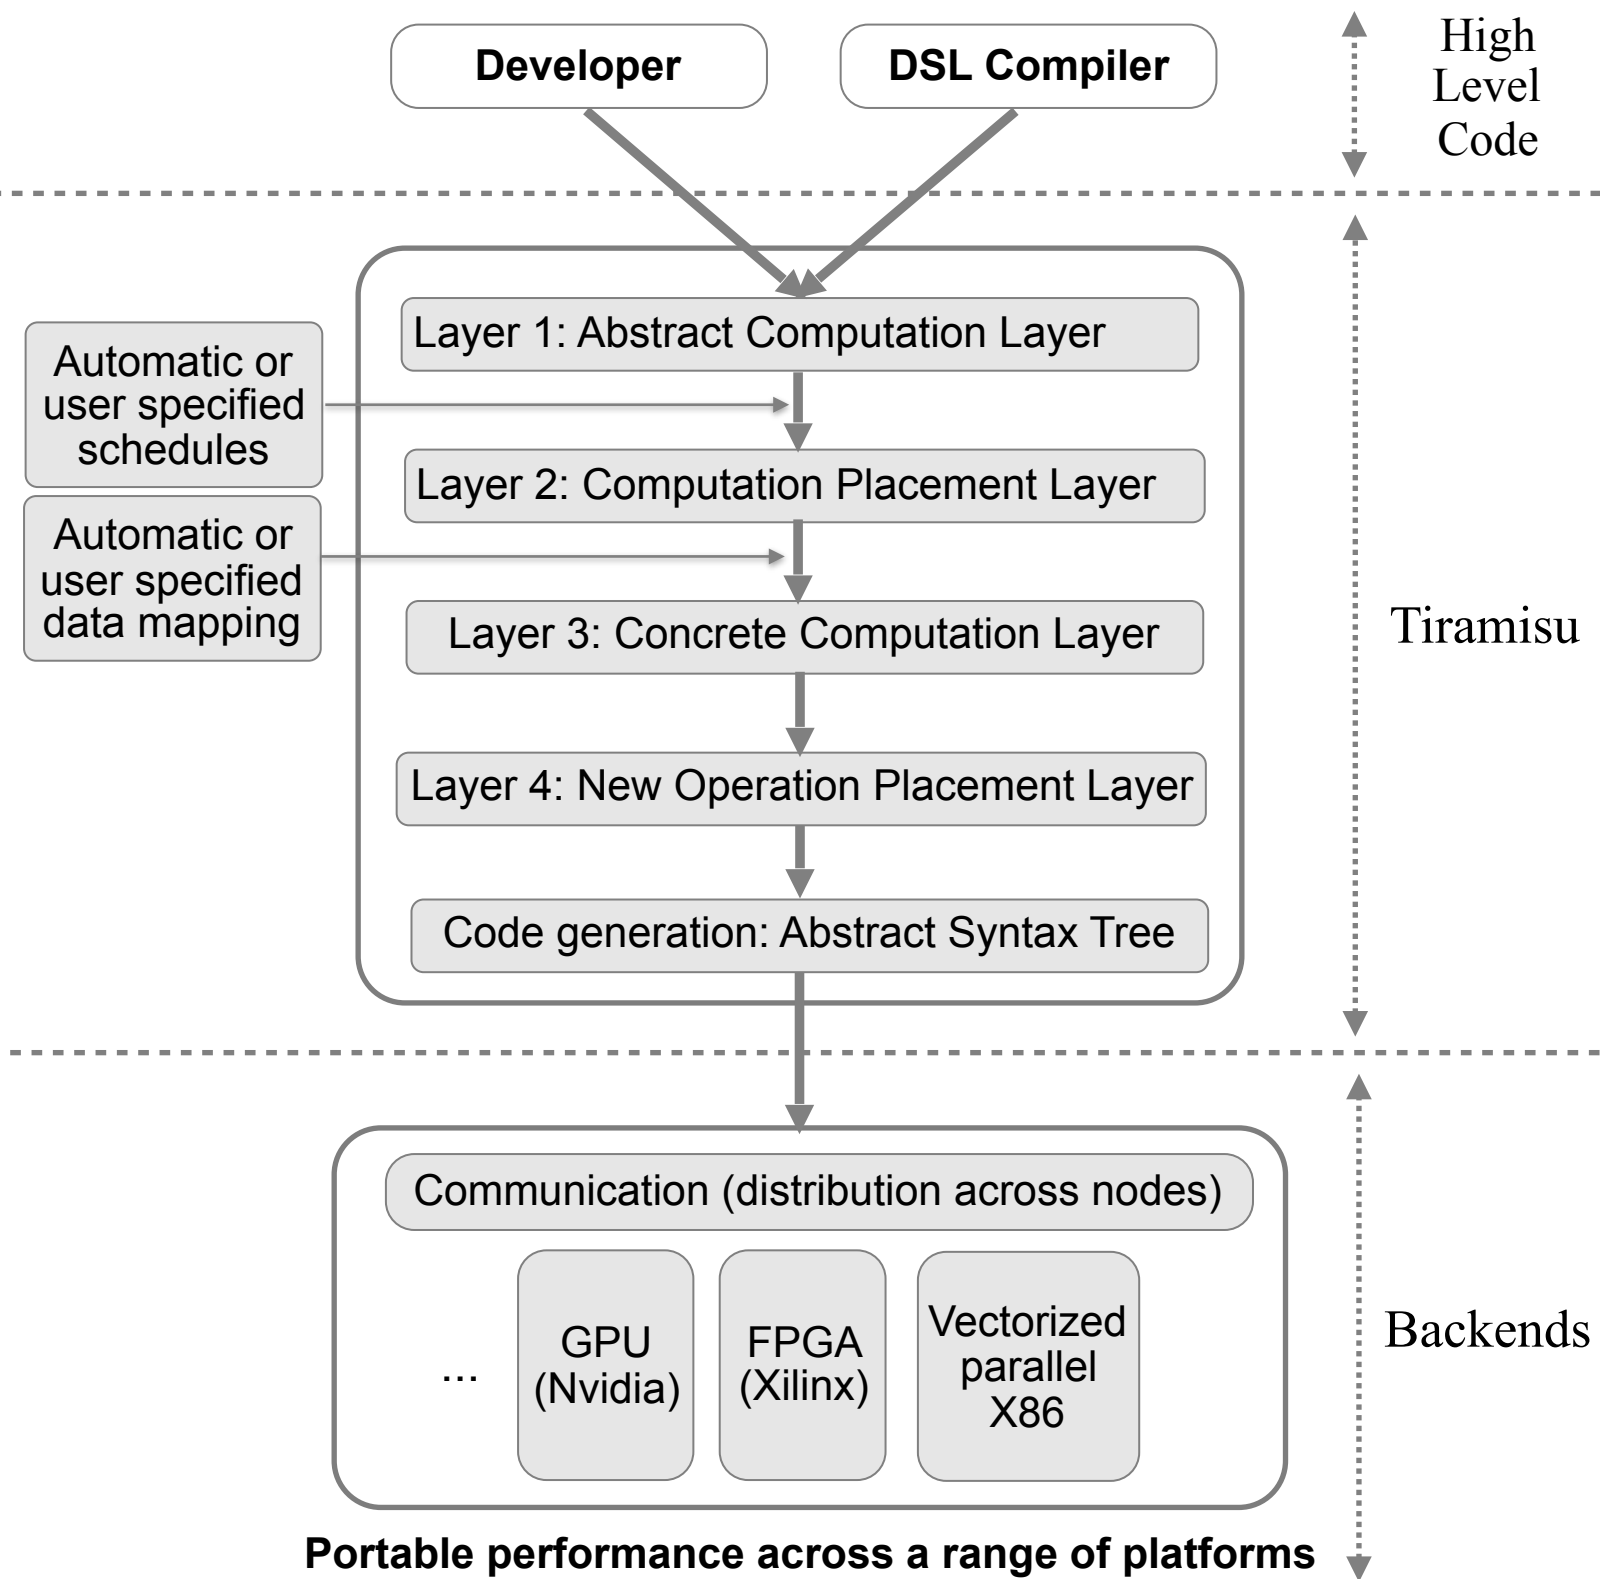 Developer
DSL Compiler
High
Level
Code
Layer 1: Abstract Computation Layer
Automatic or
user specified
schedules
Layer 2: Computation Placement Layer
Automatic or
user specified
data mapping
Layer 3: Concrete Computation Layer
Tiramisu
Layer 4: New Operation Placement Layer
Code generation: Abstract Syntax Tree
Communication (distribution across nodes)
...
GPU
(Nvidia)
FPGA
(Xilinx)
Vectorized
parallel
X86
Backends
Portable performance across a range of platforms